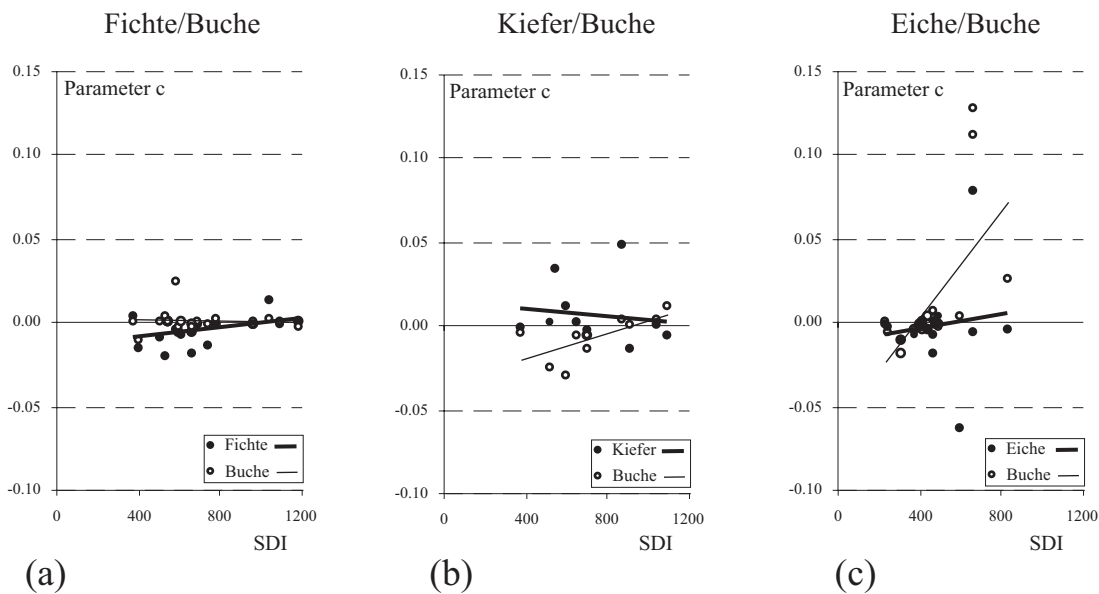 Fichte/Buche
Kiefer/Buche
Eiche/Buche
0.15
Parameter c
0.10
0.05
0.00
-0.05
Fichte
Buche
-0.10
0
400
800
1200
SDI
(a)
0.15
Parameter c
0.10
0.05
0.00
-0.05
Kiefer
Buche
-0.10
0
400
800
1200
SDI
(b)
0.15
Parameter c
0.10
0.05
0.00
-0.05
Eiche
Buche
-0.10
0
400
800
1200
SDI
(c)